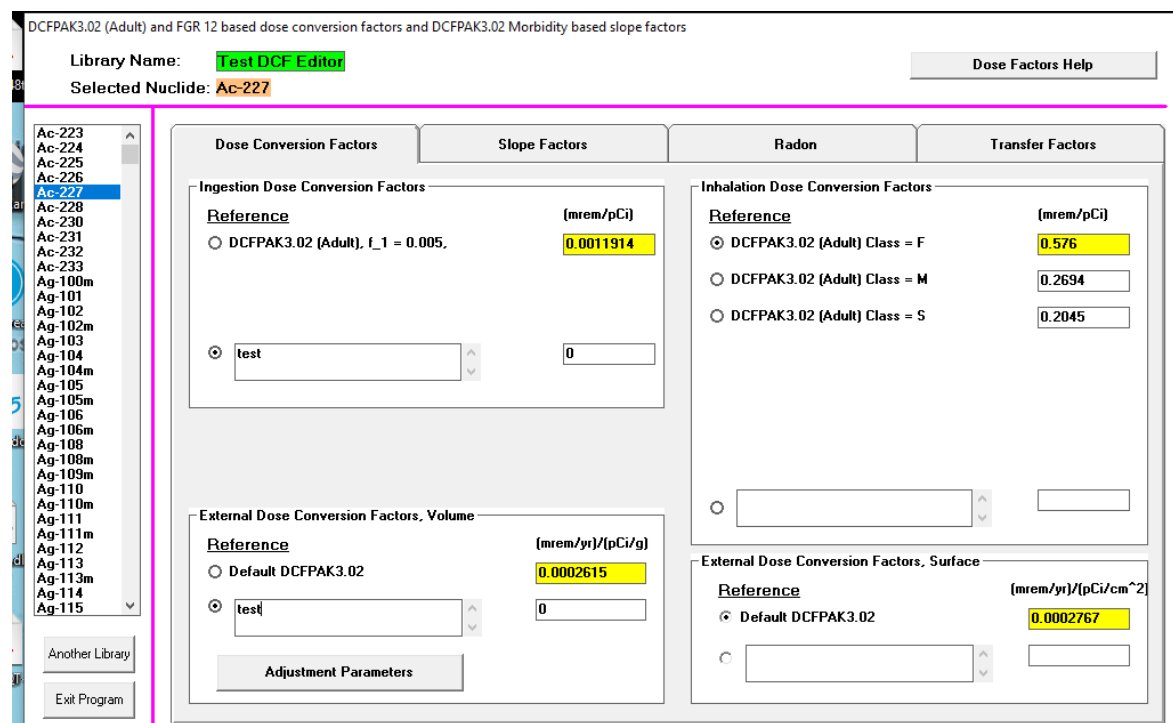 DCFPAK3.02 (Adult) and FGR 12 based dose conversion factors and DCFPAK3.02 Morbidity based slope factors
Library Name: Test DCF Editor
Selected Nuclide: Ac-227
Dose Factors Help
Ac-223
Ac-224
Ac-225
Ac-226
Ac-227
Ac-228
Ac-230
Ac-231
Ac-232
Ac-233
Ag-100m
Ag-101
Ag-102
Ag-102m
Ag-103
Ag-104
Ag-104m
Ag-105
Ag-105m
Ag-106
Ag-106m
Ag-108
Ag-108m
Ag-109m
Ag-110
Ag-110m
Ag-111
Ag-111m
Ag-112
Ag-113
Ag-113m
Ag-114
Ag-115
Another Library
Exit Program
Dose Conversion Factors
Slope Factors
Radon
Transfer Factors
Ingestion Dose Conversion Factors
Reference (mrem/pCi)
DCFPAK3.02 (Adult), f_1 = 0.005, 0.0011914
test 0
External Dose Conversion Factors, Volume
Reference (mrem/yr)/(pCi/g)
Default DCFPAK3.02 0.0002615
test 0
Adjustment Parameters
Inhalation Dose Conversion Factors
Reference (mrem/pCi)
DCFPAK3.02 (Adult) Class = F 0.576
DCFPAK3.02 (Adult) Class = M 0.2694
DCFPAK3.02 (Adult) Class = S 0.2045
External Dose Conversion Factors, Surface
Reference (mrem/yr)/(pCi/cm^2)
Default DCFPAK3.02 0.0002767